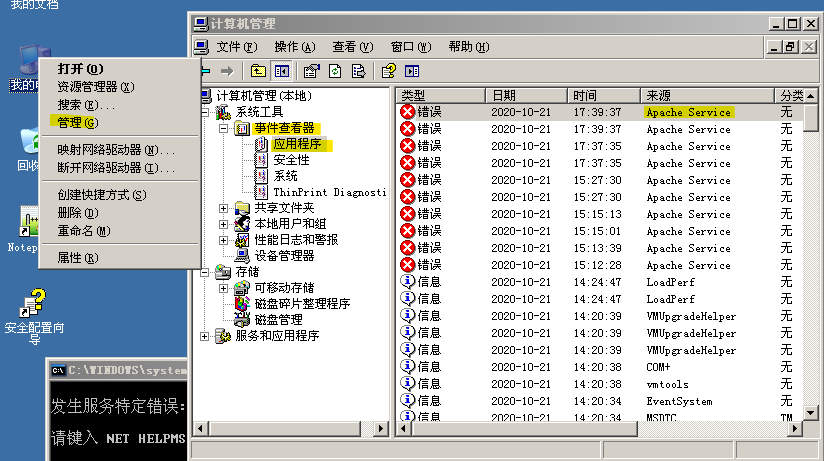 我的文档
我的电
回收
Notep
安全配置向
导
打开(O)
资源管理器(X)
搜索(E)...
管理(G)
映射网络驱动器(N)...
断开网络驱动器(I)...
创建快捷方式(S)
删除(D)
重命名(M)
属性(R)
计算机管理
文件(F) 操作(A) 查看(V) 窗口(W) 帮助(H)
计算机管理(本地)
系统工具
事件查看器
应用程序
安全性
系统
ThinPrint Diagnosti
共享文件夹
本地用户和组
性能日志和警报
设备管理器
存储
可移动存储
磁盘碎片整理程序
磁盘管理
服务和应用程序
类型 日期 时间 来源 分类
错误 2020-10-21 17:39:37 Apache Service 无
错误 2020-10-21 17:39:37 Apache Service 无
错误 2020-10-21 17:37:35 Apache Service 无
错误 2020-10-21 17:37:35 Apache Service 无
错误 2020-10-21 15:27:30 Apache Service 无
错误 2020-10-21 15:27:30 Apache Service 无
错误 2020-10-21 15:15:13 Apache Service 无
错误 2020-10-21 15:15:01 Apache Service 无
错误 2020-10-21 15:13:39 Apache Service 无
错误 2020-10-21 15:12:28 Apache Service 无
信息 2020-10-21 14:24:47 LoadPerf 无
信息 2020-10-21 14:24:47 LoadPerf 无
信息 2020-10-21 14:20:39 VMUpgradeHelper 无
信息 2020-10-21 14:20:39 VMUpgradeHelper 无
信息 2020-10-21 14:20:39 VMUpgradeHelper 无
信息 2020-10-21 14:20:38 COM+ 无
信息 2020-10-21 14:20:38 vmtools 无
信息 2020-10-21 14:20:34 EventSystem 无
信息 2020-10-21 14:20:34 MSDTC TM
C:\WINDOWS\system
发生服务特定错误:
请键入 NET HELPMS